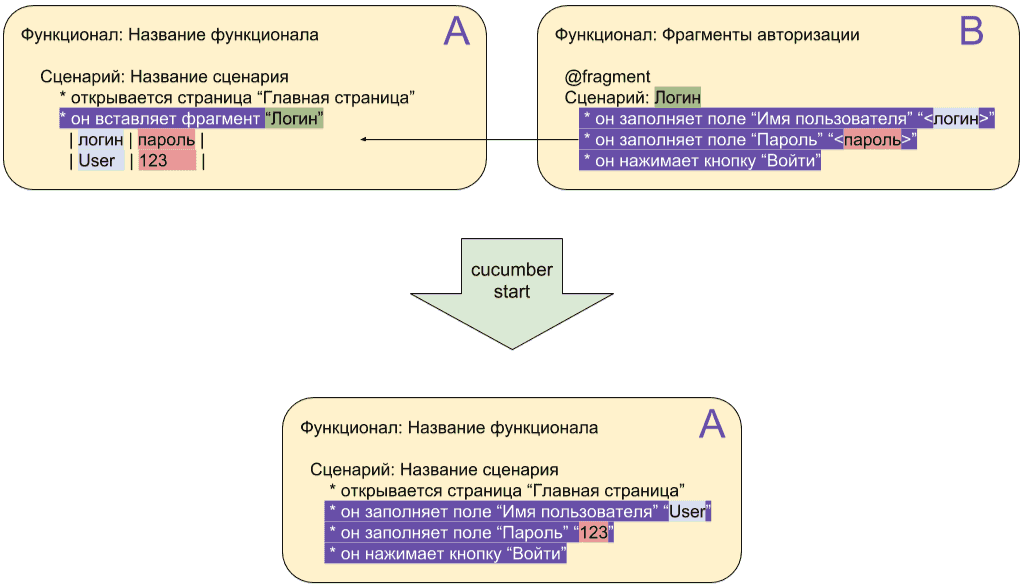 Функционал: Название функционала
A
Сценарий: Название сценария
* открывается страница “Главная страница”
* он вставляет фрагмент “Логин”
| логин | пароль |
| User | 123 |
Функционал: Фрагменты авторизации
B
@fragment
Сценарий: Логин
* он заполняет поле “Имя пользователя” “<логин>”
* он заполняет поле “Пароль” “<пароль>”
* он нажимает кнопку “Войти”
cucumber
start
Функционал: Название функционала
A
Сценарий: Название сценария
* открывается страница “Главная страница”
* он заполняет поле “Имя пользователя” “User”
* он заполняет поле “Пароль” “123”
* он нажимает кнопку “Войти”